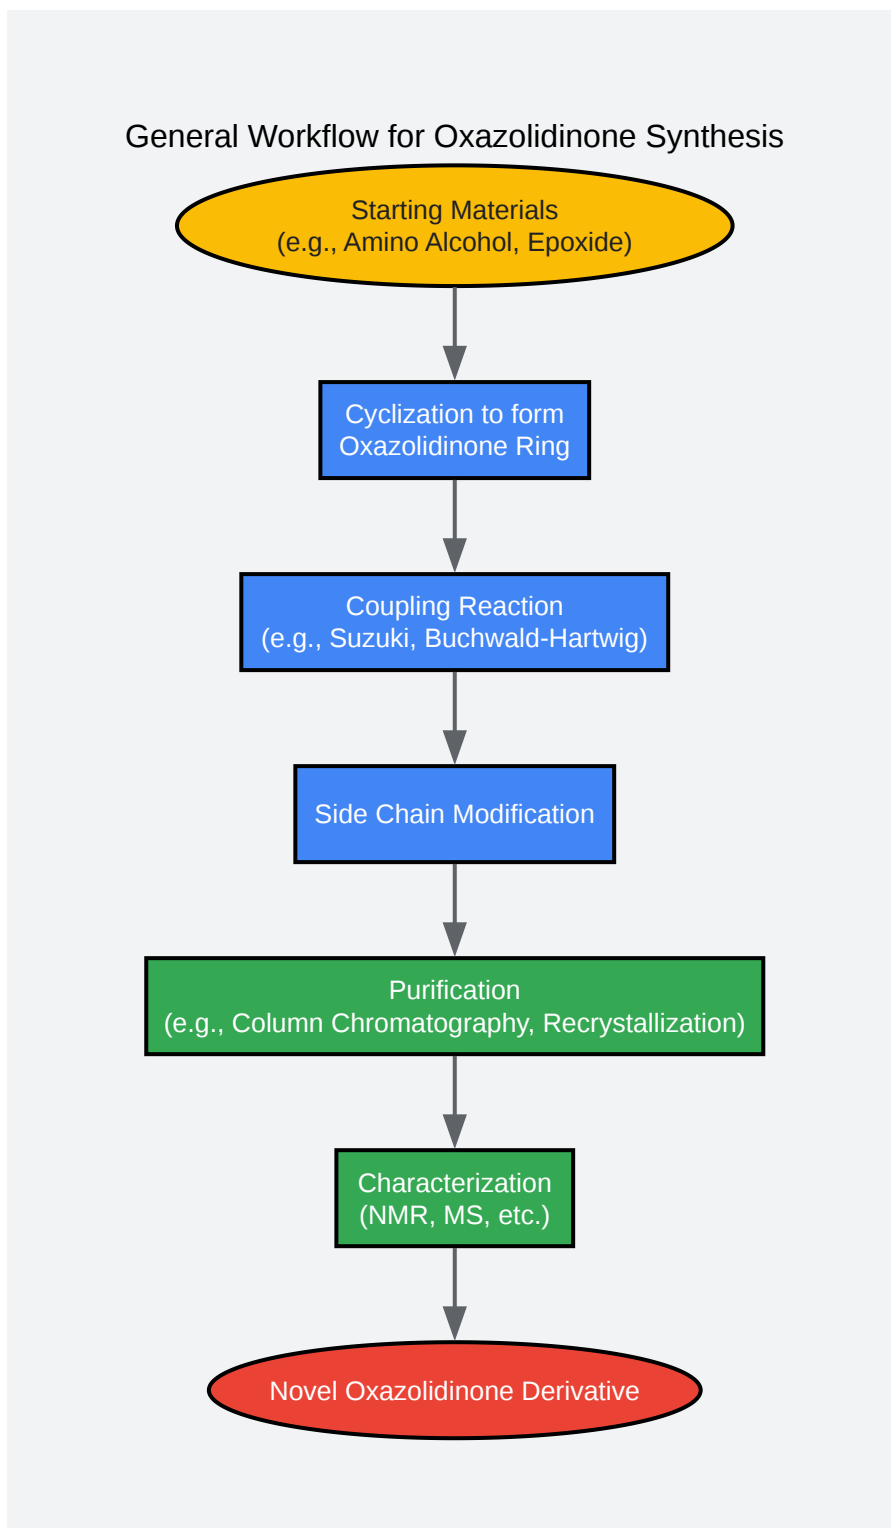 General Workflow for Oxazolidinone Synthesis
Starting Materials
(e.g., Amino Alcohol, Epoxide)
Cyclization to form
Oxazolidinone Ring
Coupling Reaction
(e.g., Suzuki, Buchwald-Hartwig)
Side Chain Modification
Purification
(e.g., Column Chromatography, Recrystallization)
Characterization
(NMR, MS, etc.)
Novel Oxazolidinone Derivative